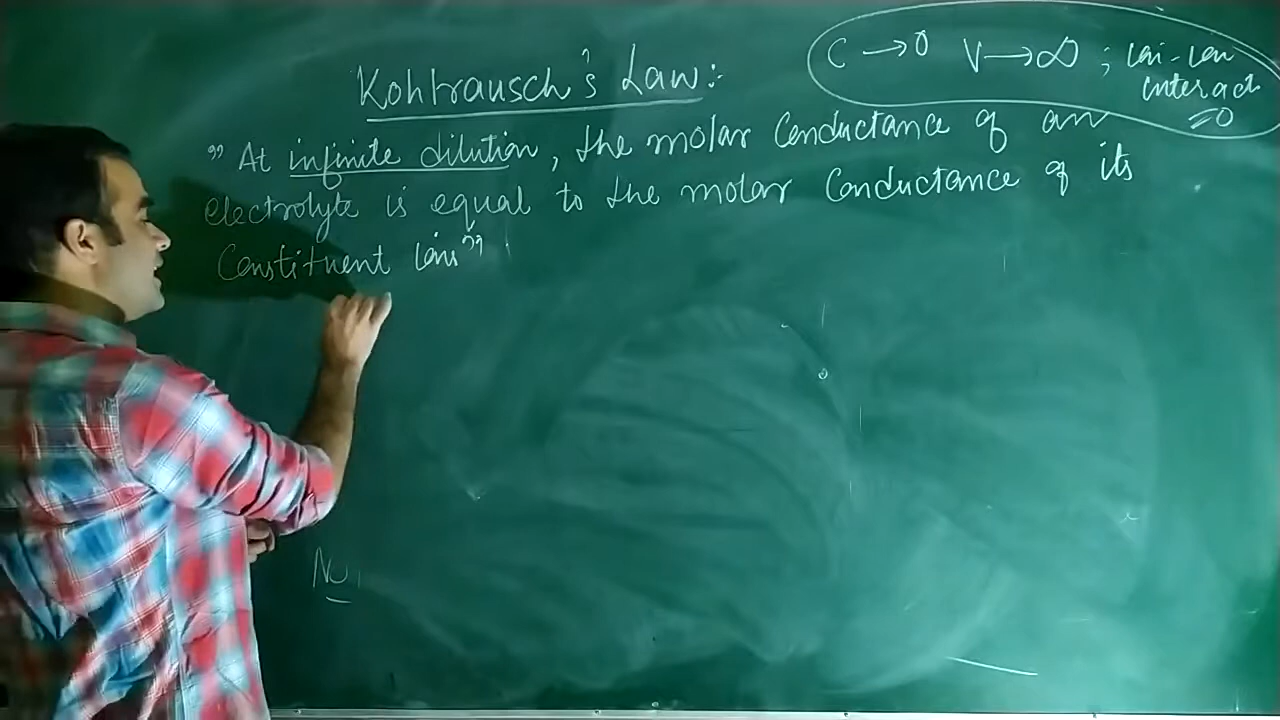 Kohlrausch's Law:
C → 0 V → ∞ ; ion-ion
interact
= 0
" At infinite dilution, the molar Conductance of an
electrolyte is equal to the molar Conductance of its
Constituent ions"